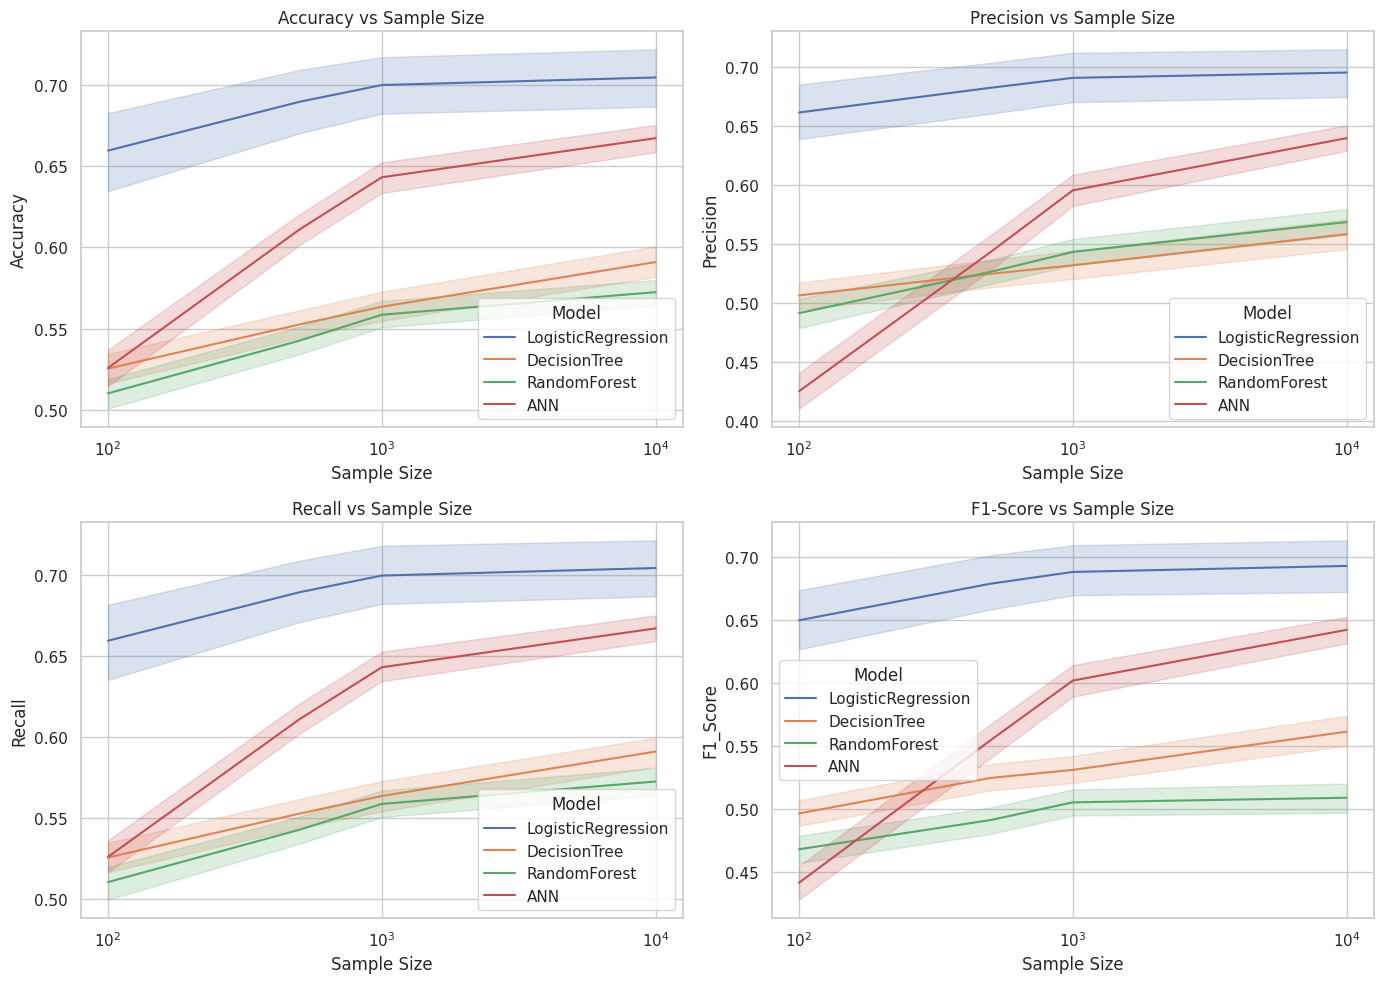 Accuracy vs Sample Size
Accuracy
0.70
0.65
0.60
0.55
0.50
Model
LogisticRegression
DecisionTree
RandomForest
ANN
10²
10³
10⁴
Sample Size
Precision vs Sample Size
Precision
0.70
0.65
0.60
0.55
0.50
0.45
0.40
Model
LogisticRegression
DecisionTree
RandomForest
ANN
10²
10³
10⁴
Sample Size
Recall vs Sample Size
Recall
0.70
0.65
0.60
0.55
0.50
Model
LogisticRegression
DecisionTree
RandomForest
ANN
10²
10³
10⁴
Sample Size
F1-Score vs Sample Size
F1_Score
0.70
0.65
0.60
0.55
0.50
0.45
Model
LogisticRegression
DecisionTree
RandomForest
ANN
10²
10³
10⁴
Sample Size